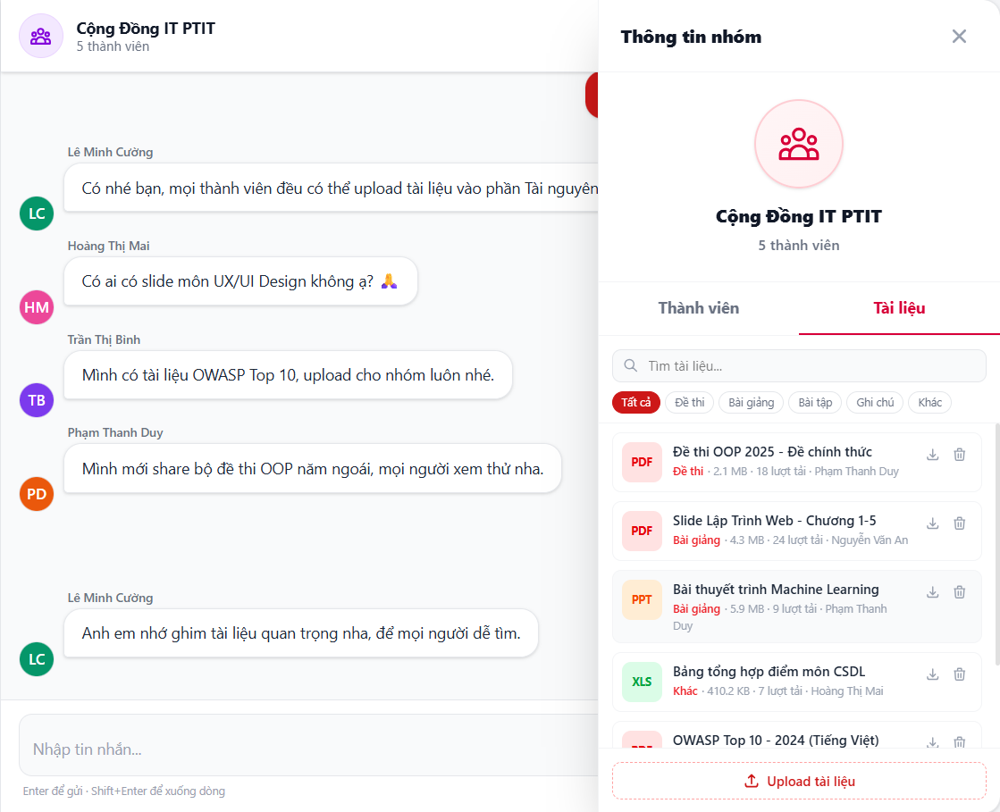 Cộng Đồng IT PTIT
5 thành viên
Lê Minh Cường
Có nhé bạn, mọi thành viên đều có thể upload tài liệu vào phần Tài nguyên
LC
Hoàng Thị Mai
Có ai có slide môn UX/UI Design không ạ? 🙏
HM
Trần Thị Bình
Mình có tài liệu OWASP Top 10, upload cho nhóm luôn nhé.
TB
Phạm Thanh Duy
Mình mới share bộ đề thi OOP năm ngoái, mọi người xem thử nha.
PD
Lê Minh Cường
Anh em nhớ ghim tài liệu quan trọng nha, để mọi người dễ tìm.
LC
Nhập tin nhắn...
Enter để gửi · Shift+Enter để xuống dòng
Thông tin nhóm
Cộng Đồng IT PTIT
5 thành viên
Thành viên
Tài liệu
Tìm tài liệu...
Tất cả
Đề thi
Bài giảng
Bài tập
Ghi chú
Khác
PDF
Đề thi OOP 2025 - Đề chính thức
Đề thi · 2.1 MB · 18 lượt tải · Phạm Thanh Duy
PDF
Slide Lập Trình Web - Chương 1-5
Bài giảng · 4.3 MB · 24 lượt tải · Nguyễn Văn An
PPT
Bài thuyết trình Machine Learning
Bài giảng · 5.9 MB · 9 lượt tải · Phạm Thanh
Duy
XLS
Bảng tổng hợp điểm môn CSDL
Khác · 410.2 KB · 7 lượt tải · Hoàng Thị Mai
PDF
OWASP Top 10 - 2024 (Tiếng Việt)
Upload tài liệu